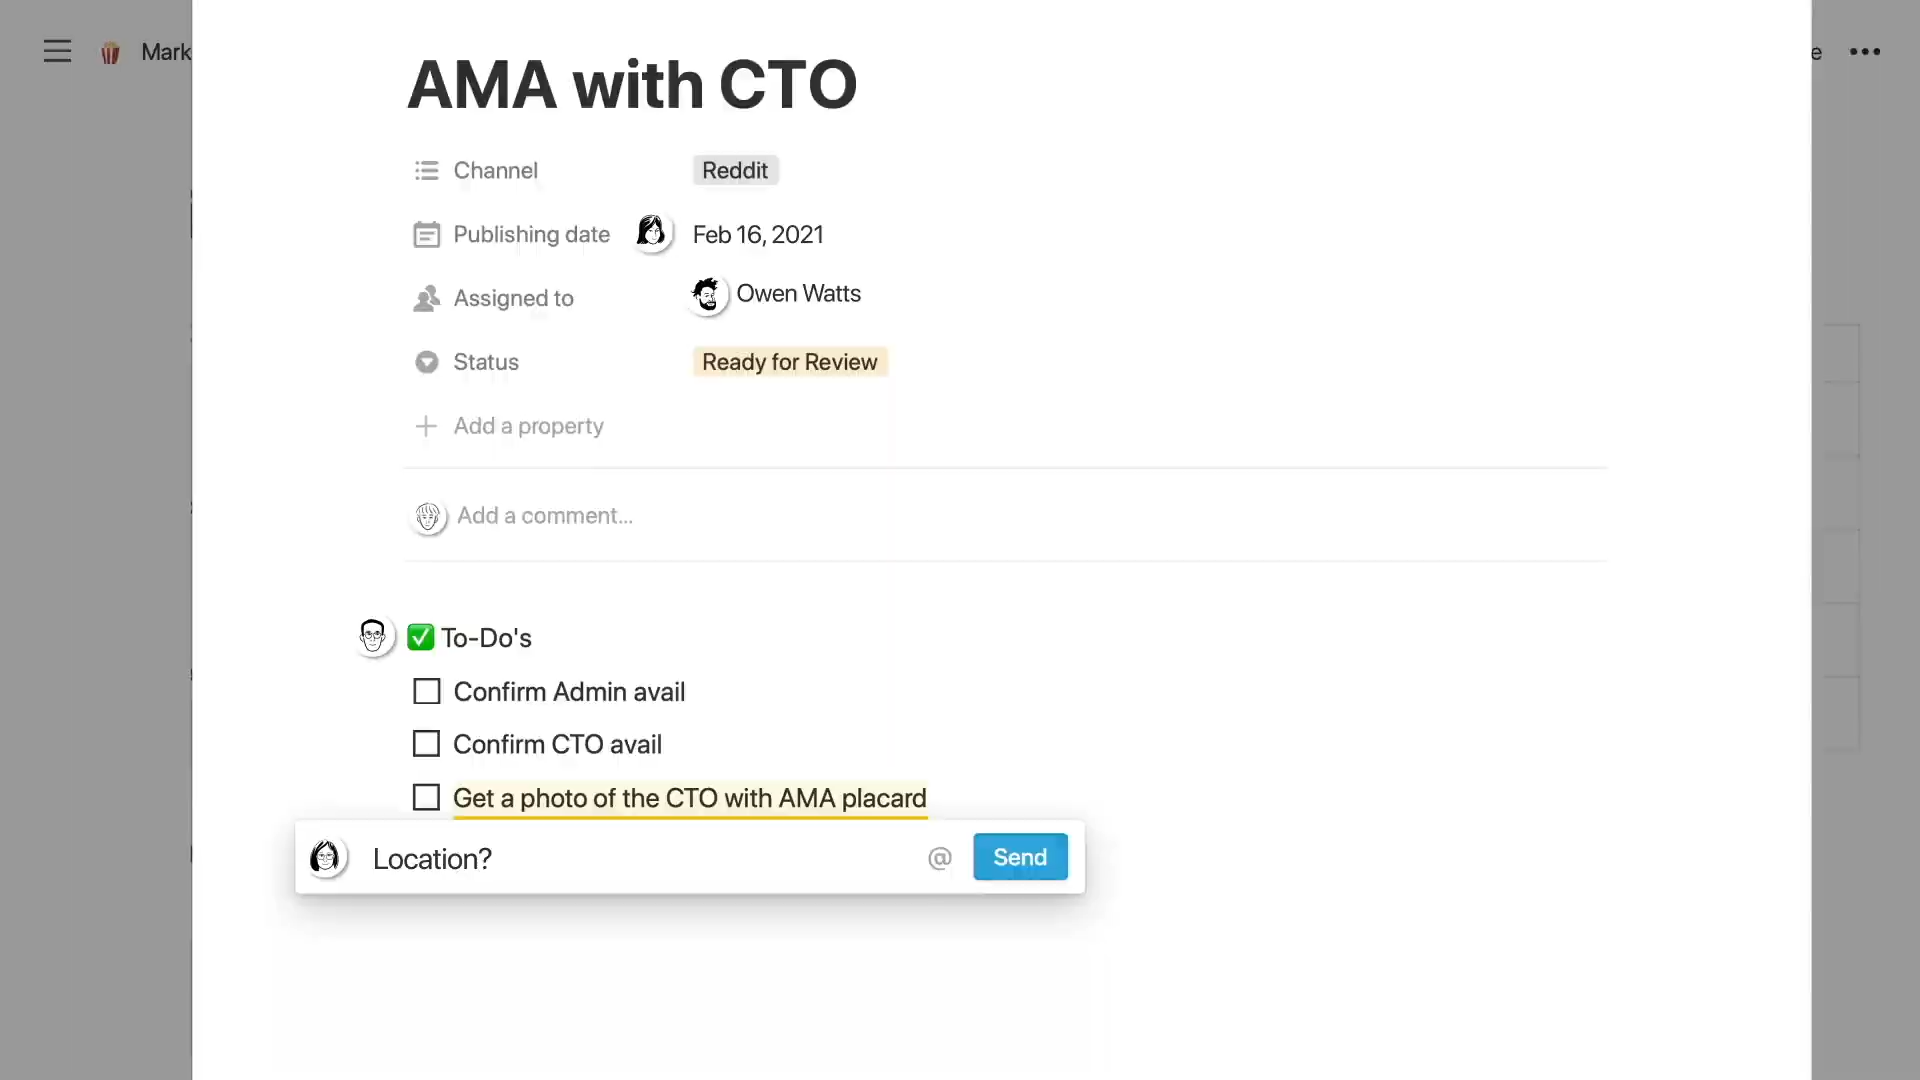 Mark
AMA with CTO
Channel Reddit
Publishing date Feb 16, 2021
Assigned to Owen Watts
Status Ready for Review
Add a property
Add a comment...
✅ To-Do's
Confirm Admin avail
Confirm CTO avail
Get a photo of the CTO with AMA placard
Location? @ Send